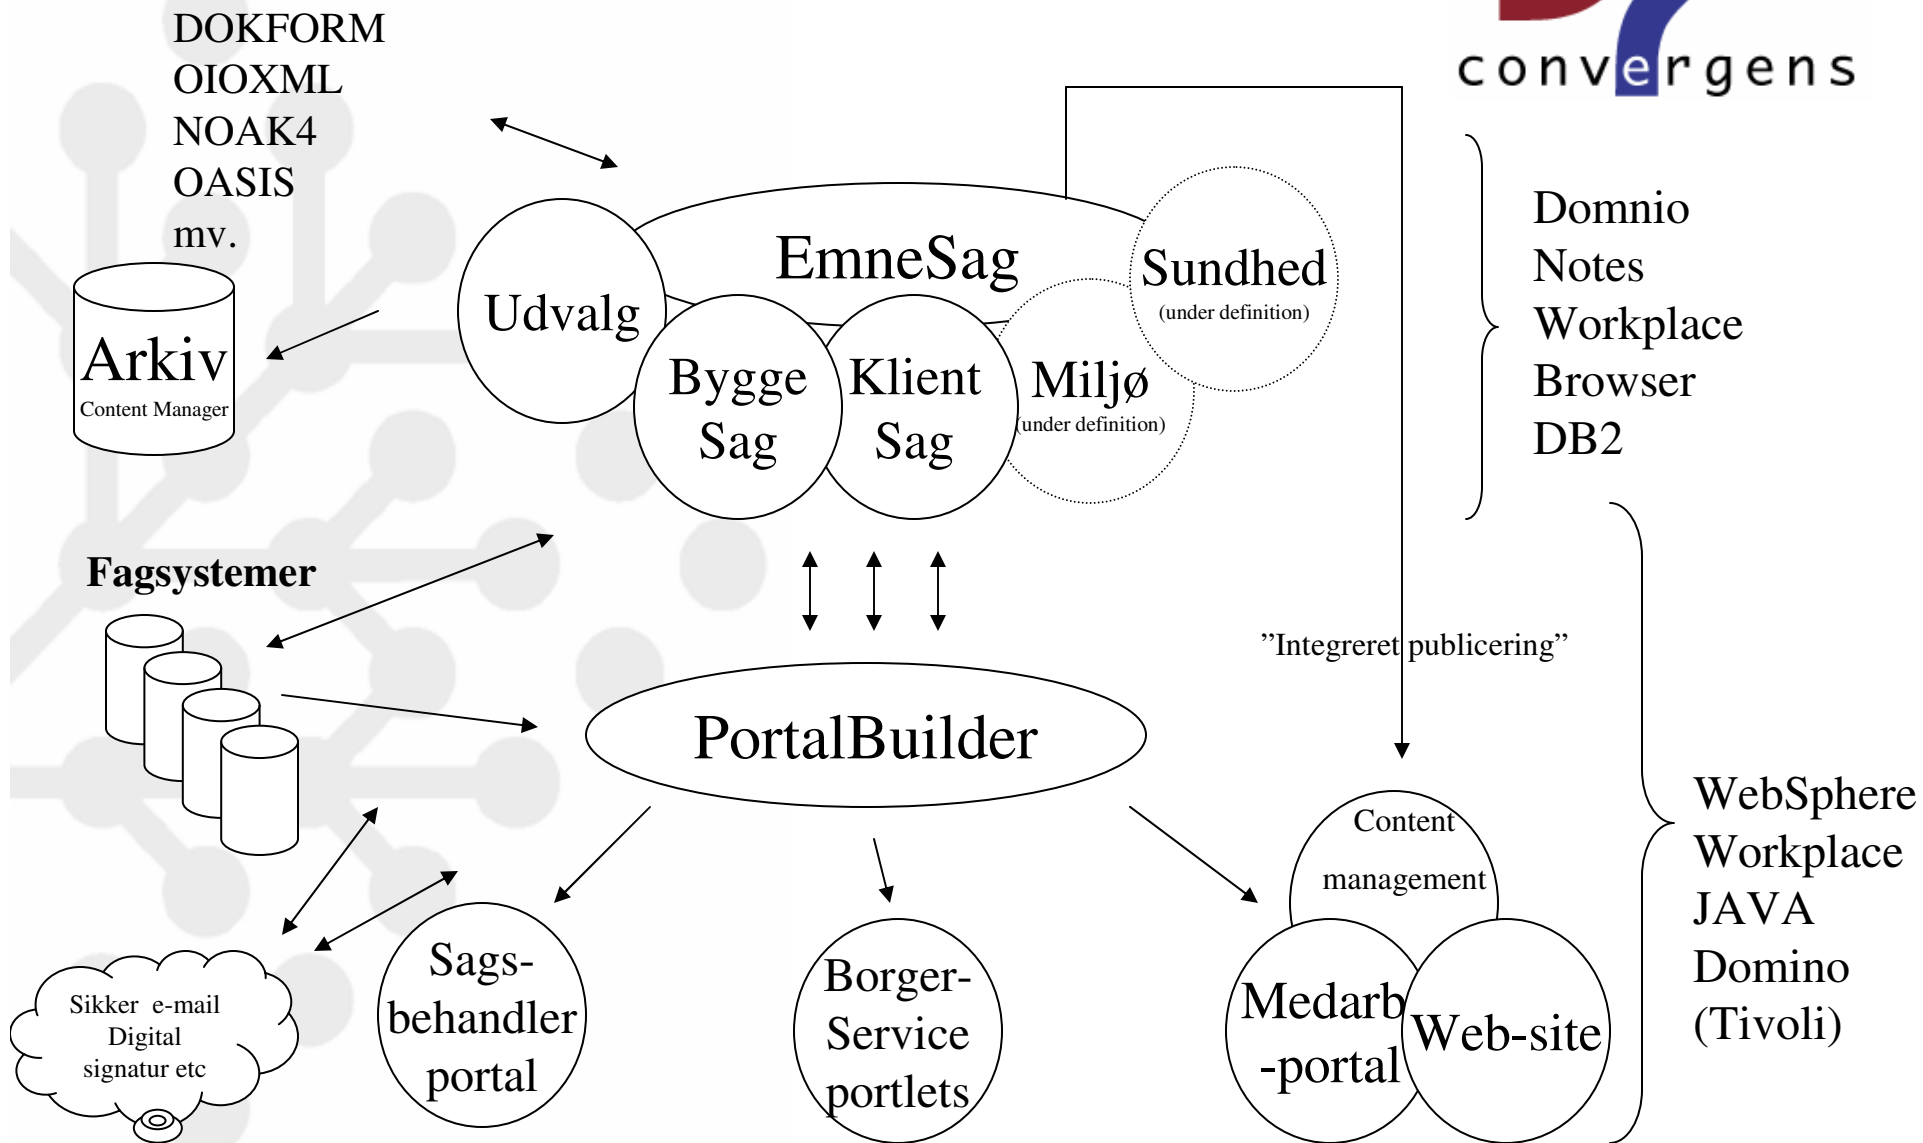 DOKFORM
OIOXML
NOAK4
OASIS
mv.
convergens
Arkiv
Content Manager
Udvalg
EmneSag
Sundhed
(under definition)
Bygge
Sag
Klient
Sag
Miljø
(under definition)
Domnio
Notes
Workplace
Browser
DB2
Fagsystemer
”Integreret publicering”
PortalBuilder
WebSphere
Workplace
JAVA
Domino
(Tivoli)
Content
management
Sikker e-mail
Digital
signatur etc
Sags-
behandler
portal
Borger-
Service
portlets
Medarb
-portal
Web-site